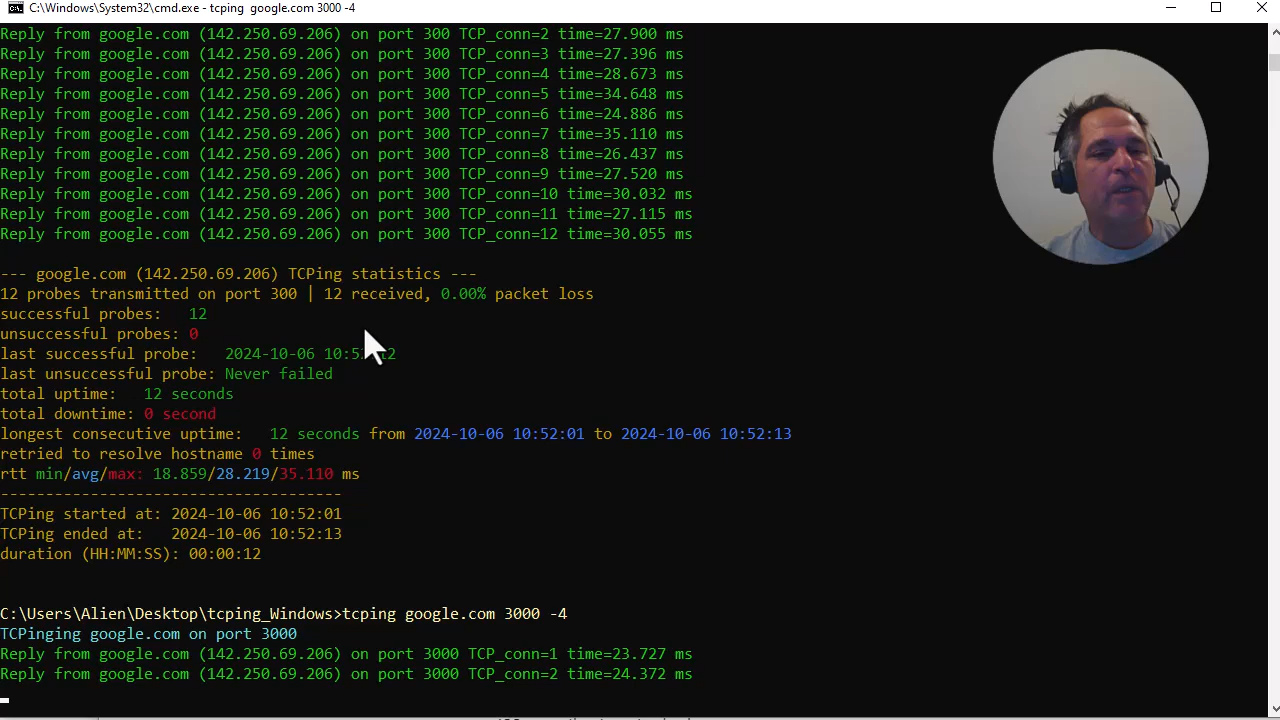 C:\Windows\System32\cmd.exe - tcping  google.com 3000 -4
Reply from google.com (142.250.69.206) on port 300 TCP_conn=2 time=27.900 ms
Reply from google.com (142.250.69.206) on port 300 TCP_conn=3 time=27.396 ms
Reply from google.com (142.250.69.206) on port 300 TCP_conn=4 time=28.673 ms
Reply from google.com (142.250.69.206) on port 300 TCP_conn=5 time=34.648 ms
Reply from google.com (142.250.69.206) on port 300 TCP_conn=6 time=24.886 ms
Reply from google.com (142.250.69.206) on port 300 TCP_conn=7 time=35.110 ms
Reply from google.com (142.250.69.206) on port 300 TCP_conn=8 time=26.437 ms
Reply from google.com (142.250.69.206) on port 300 TCP_conn=9 time=27.520 ms
Reply from google.com (142.250.69.206) on port 300 TCP_conn=10 time=30.032 ms
Reply from google.com (142.250.69.206) on port 300 TCP_conn=11 time=27.115 ms
Reply from google.com (142.250.69.206) on port 300 TCP_conn=12 time=30.055 ms
--- google.com (142.250.69.206) TCPing statistics ---
12 probes transmitted on port 300 | 12 received, 0.00% packet loss
successful probes:   12
unsuccessful probes: 0
last successful probe:   2024-10-06
last unsuccessful probe: Never failed
total uptime:   12 seconds
total downtime: 0 second
longest consecutive uptime:   12 seconds from 2024-10-06 10:52:01 to 2024-10-06 10:52:13
retried to resolve hostname 0 times
rtt min/avg/max: 18.859/28.219/35.110 ms
--------------------------------------
TCPing started at: 2024-10-06 10:52:01
TCPing ended at:   2024-10-06 10:52:13
duration (HH:MM:SS): 00:00:12
C:\Users\Alien\Desktop\tcping_Windows>tcping google.com 3000 -4
TCPinging google.com on port 3000
Reply from google.com (142.250.69.206) on port 3000 TCP_conn=1 time=23.727 ms
Reply from google.com (142.250.69.206) on port 3000 TCP_conn=2 time=24.372 ms